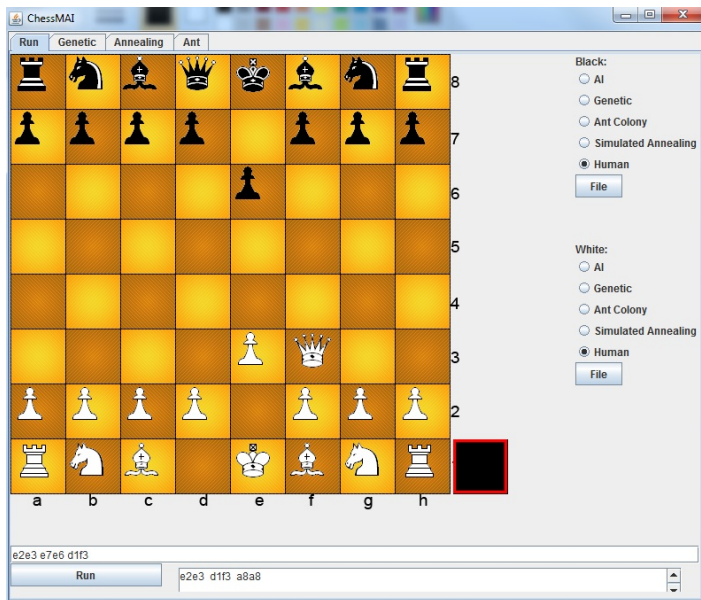 ChessMAI
Run Genetic Annealing Ant
8
7
6
5
4
3
2
a b c d e f g h
Black:
AI
Genetic
Ant Colony
Simulated Annealing
Human
File
White:
AI
Genetic
Ant Colony
Simulated Annealing
Human
File
e2e3 e7e6 d1f3
Run
e2e3 d1f3 a8a8